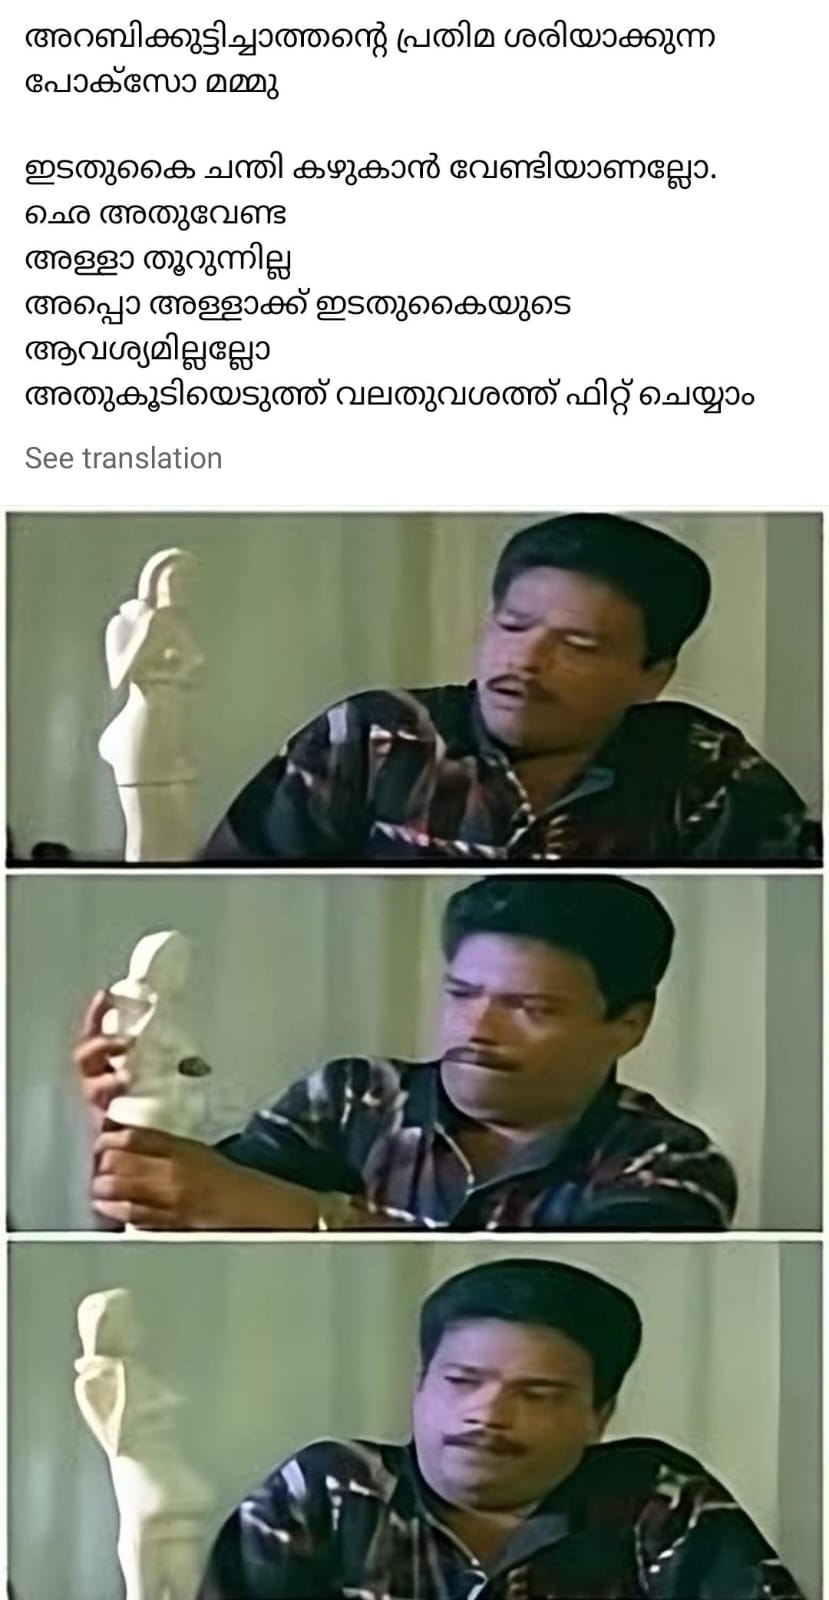 അറബിക്കുട്ടിച്ചാത്തന്റെ പ്രതിമ ശരിയാക്കുന്ന
പോക്സോ മമ്മു
ഇടതുകൈ ചന്തി കഴുകാൻ വേണ്ടിയാണല്ലോ.
ഛെ അതുവേണ്ട
അള്ളാ തൂറുന്നില്ല
അപ്പൊ അള്ളാക്ക് ഇടതുകൈയുടെ
ആവശ്യമില്ലല്ലോ
അതുകൂടിയെടുത്ത് വലതുവശത്ത് ഫിറ്റ് ചെയ്യാം
See translation